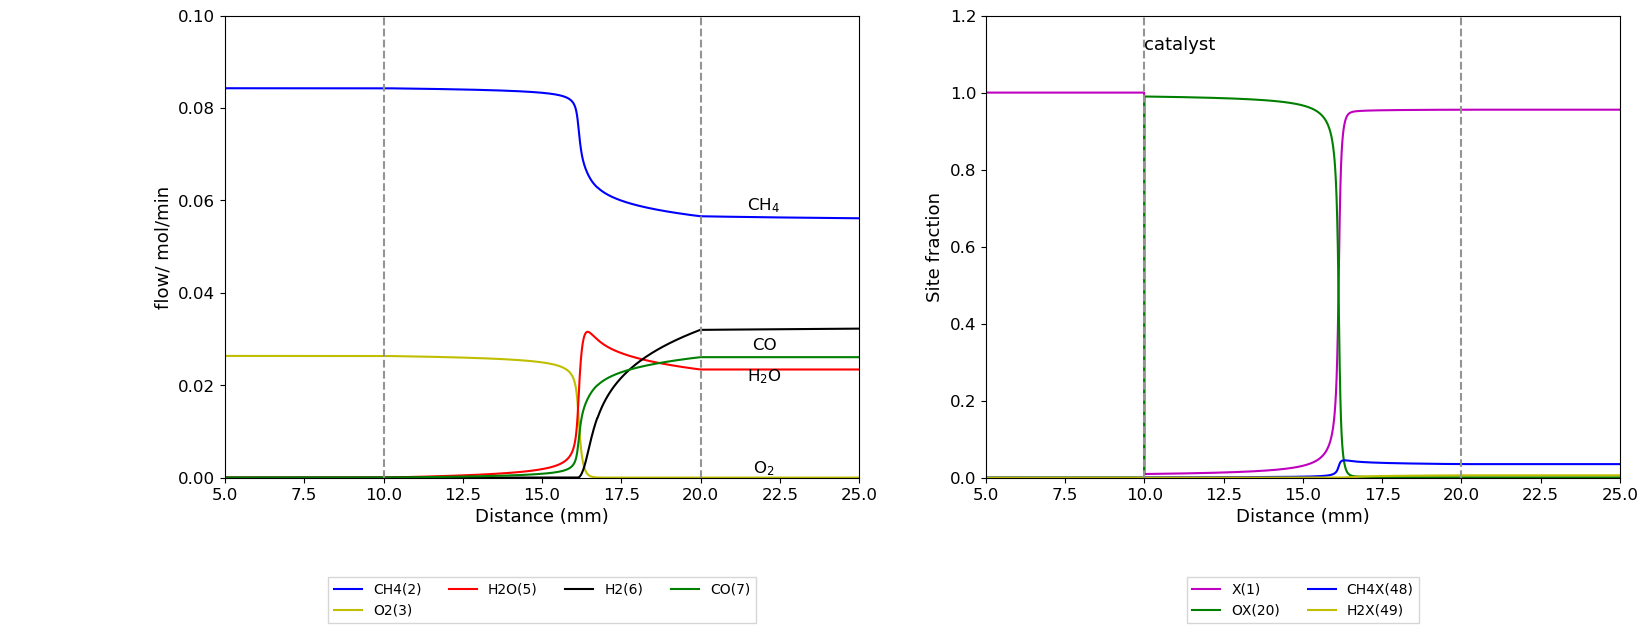 0.10
0.08
0.06
0.04
0.02
0.00
flow/ mol/min
CH₄
CO
H₂O
O₂
5.0 7.5 10.0 12.5 15.0 17.5 20.0 22.5 25.0
Distance (mm)
CH4(2) H2O(5) H2(6) CO(7)
O2(3)
1.2
1.0
0.8
0.6
0.4
0.2
0.0
Site fraction
catalyst
5.0 7.5 10.0 12.5 15.0 17.5 20.0 22.5 25.0
Distance (mm)
X(1) CH4X(48)
OX(20) H2X(49)